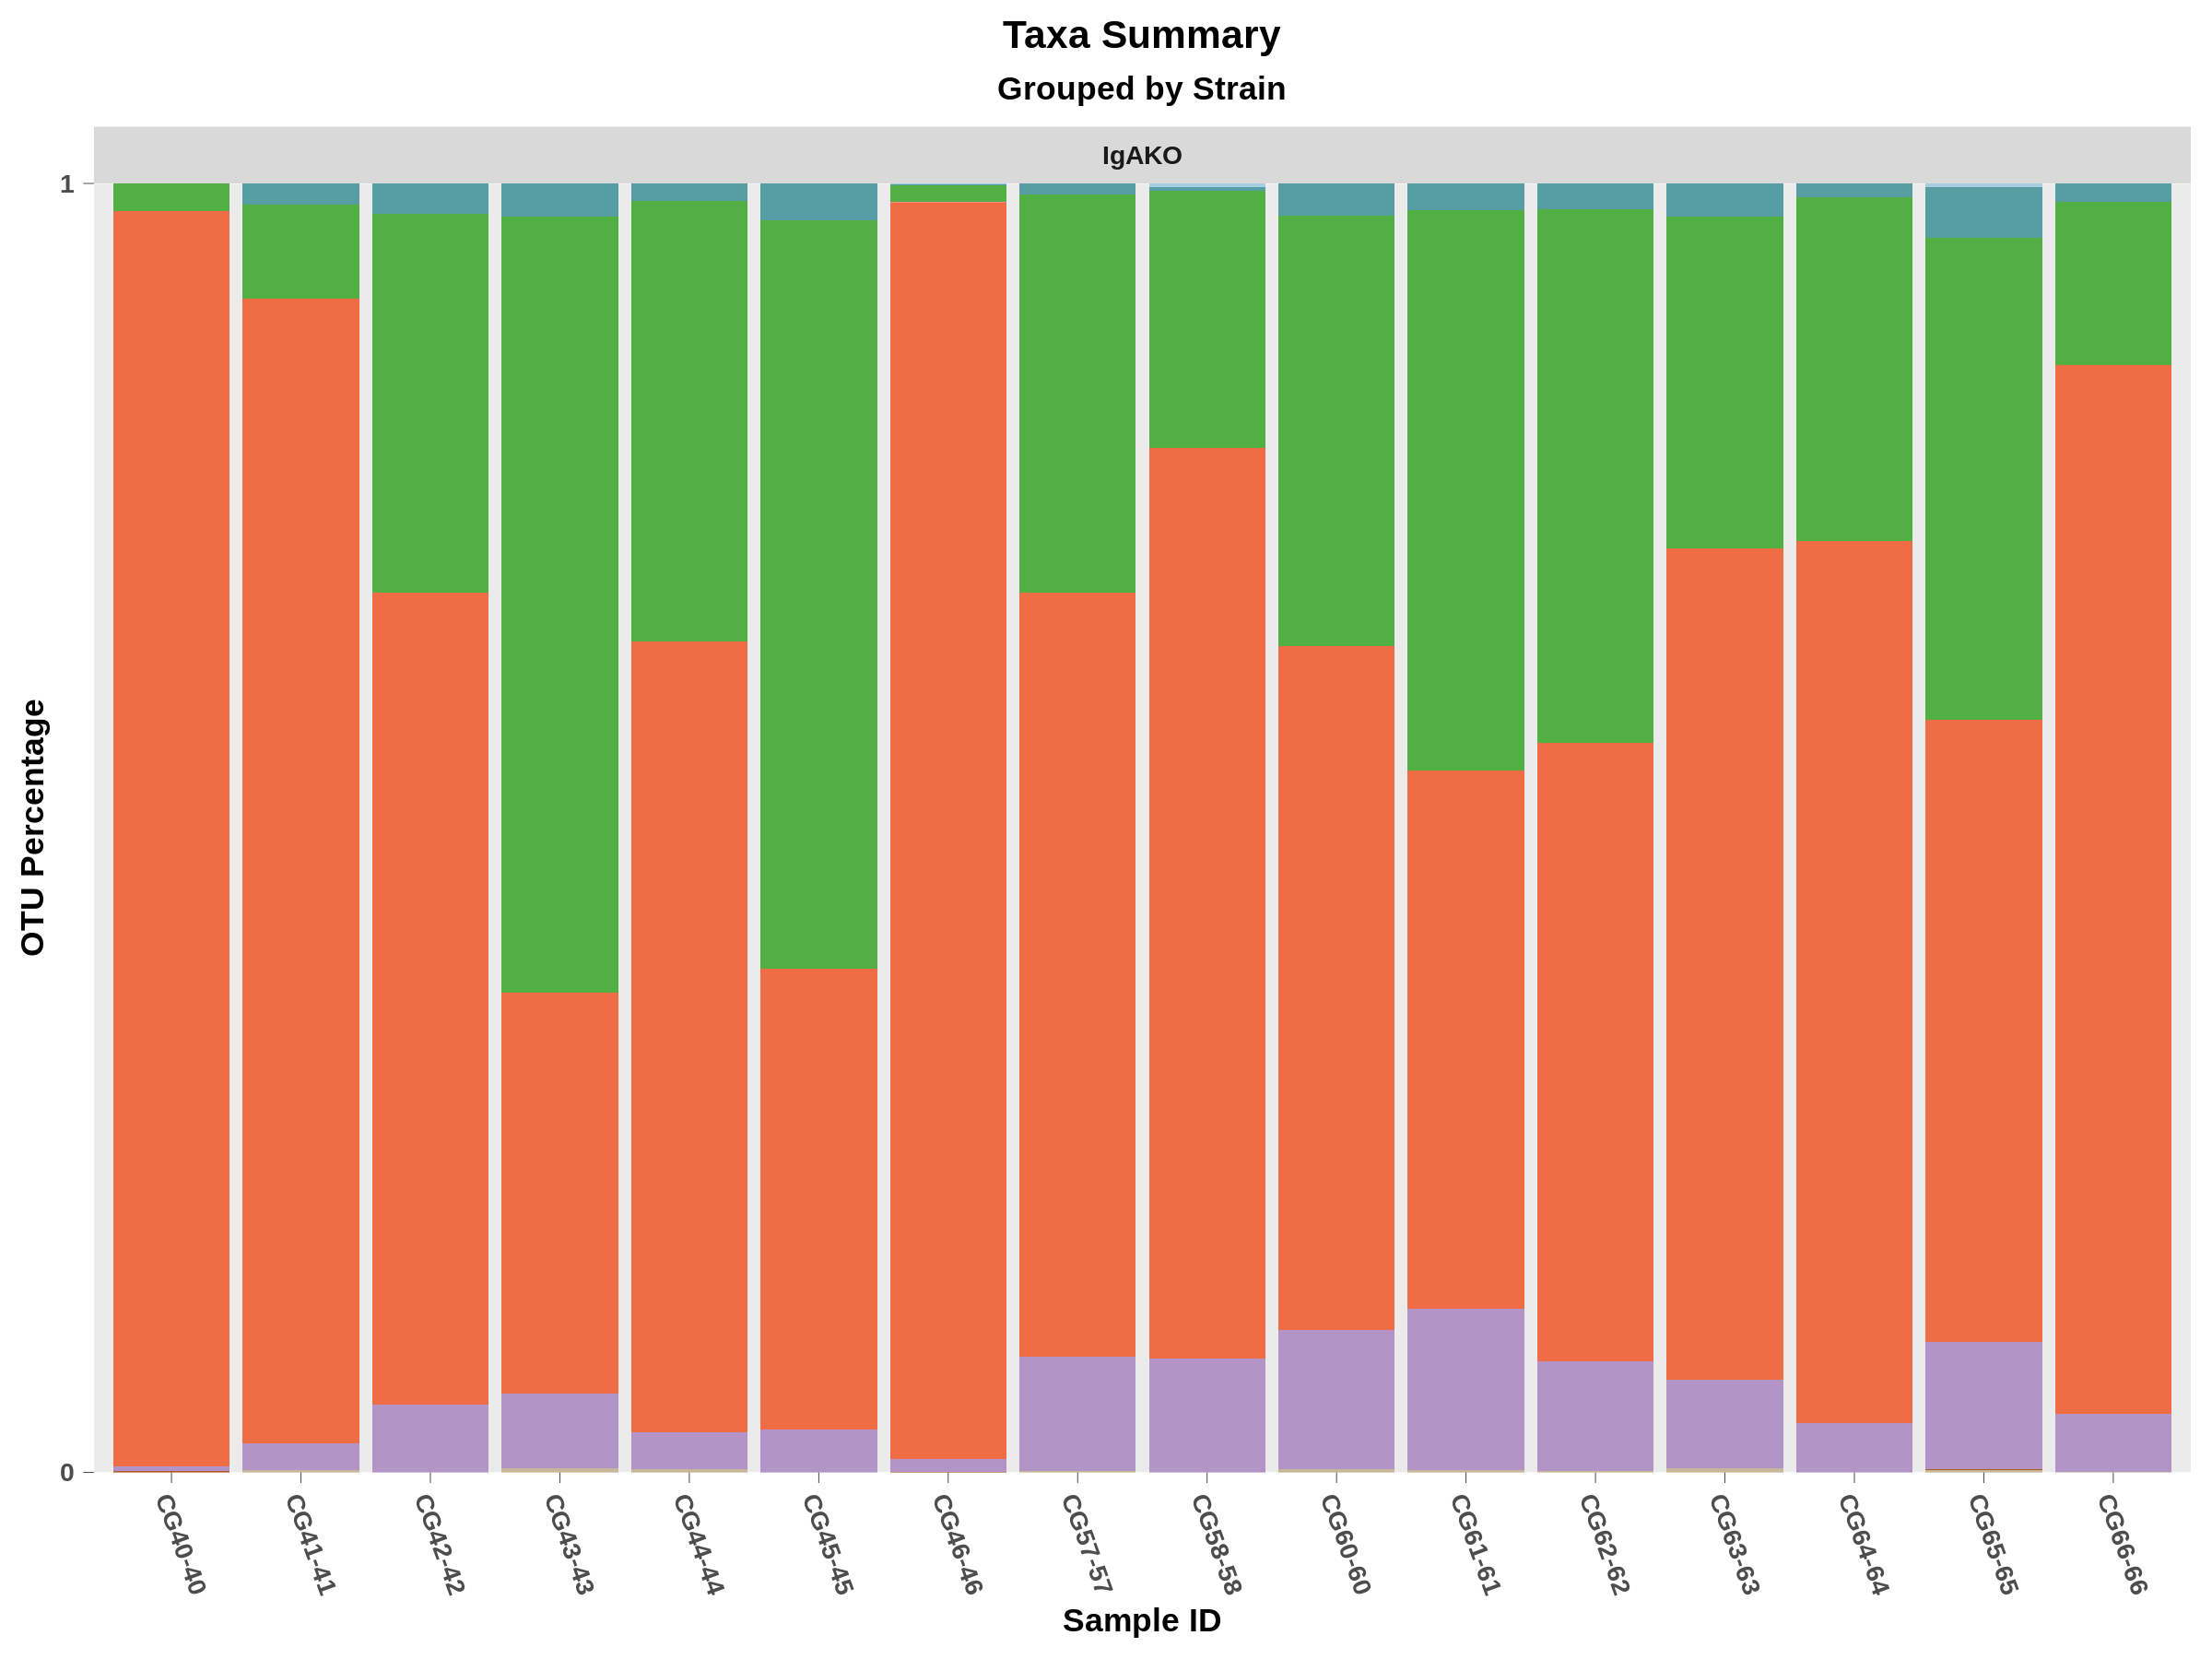 Taxa Summary
Grouped by Strain
IgAKO
1
OTU Percentage
0
CG40-40
CG41-41
CG42-42
CG43-43
CG44-44
CG45-45
CG46-46
CG57-57
CG58-58
CG60-60
CG61-61
CG62-62
CG63-63
CG64-64
CG65-65
CG66-66
Sample ID